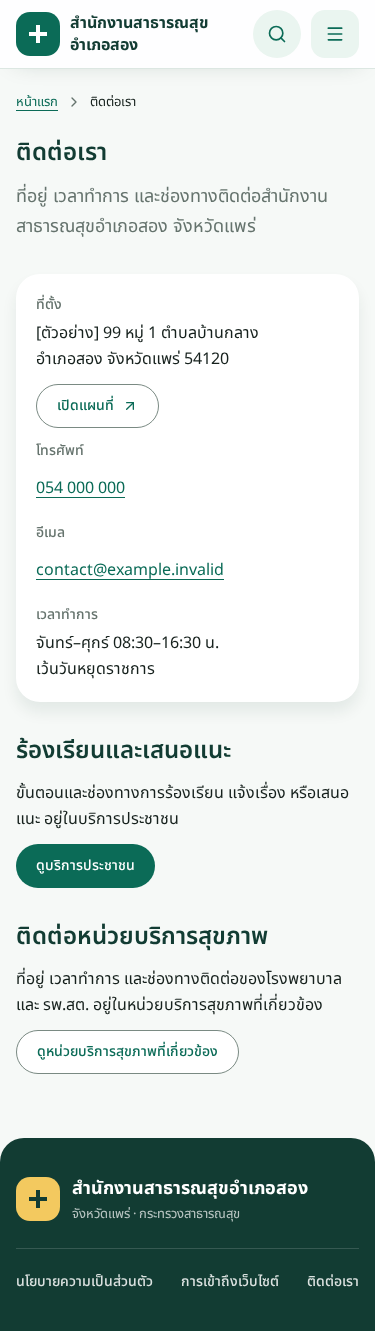 สำนักงานสาธารณสุข
อำเภอสอง
หน้าแรก > ติดต่อเรา
ติดต่อเรา
ที่อยู่ เวลาทำการ และช่องทางติดต่อสำนักงาน
สาธารณสุขอำเภอสอง จังหวัดแพร่
ที่ตั้ง
[ตัวอย่าง] 99 หมู่ 1 ตำบลบ้านกลาง
อำเภอสอง จังหวัดแพร่ 54120
เปิดแผนที่
โทรศัพท์
054 000 000
อีเมล
contact@example.invalid
เวลาทำการ
จันทร์–ศุกร์ 08:30–16:30 น.
เว้นวันหยุดราชการ
ร้องเรียนและเสนอแนะ
ขั้นตอนและช่องทางการร้องเรียน แจ้งเรื่อง หรือเสนอ
แนะ อยู่ในบริการประชาชน
ดูบริการประชาชน
ติดต่อหน่วยบริการสุขภาพ
ที่อยู่ เวลาทำการ และช่องทางติดต่อของโรงพยาบาล
และ รพ.สต. อยู่ในหน่วยบริการสุขภาพที่เกี่ยวข้อง
ดูหน่วยบริการสุขภาพที่เกี่ยวข้อง
สำนักงานสาธารณสุขอำเภอสอง
จังหวัดแพร่ · กระทรวงสาธารณสุข
นโยบายความเป็นส่วนตัว การเข้าถึงเว็บไซต์ ติดต่อเรา